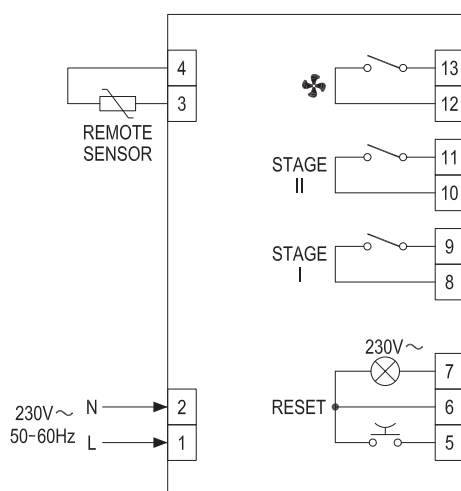 4
3
REMOTE
SENSOR
13
12
STAGE
II
11
10
STAGE
I
9
8
230V～
7
RESET
6
5
230V～
50-60Hz
N
2
L
1